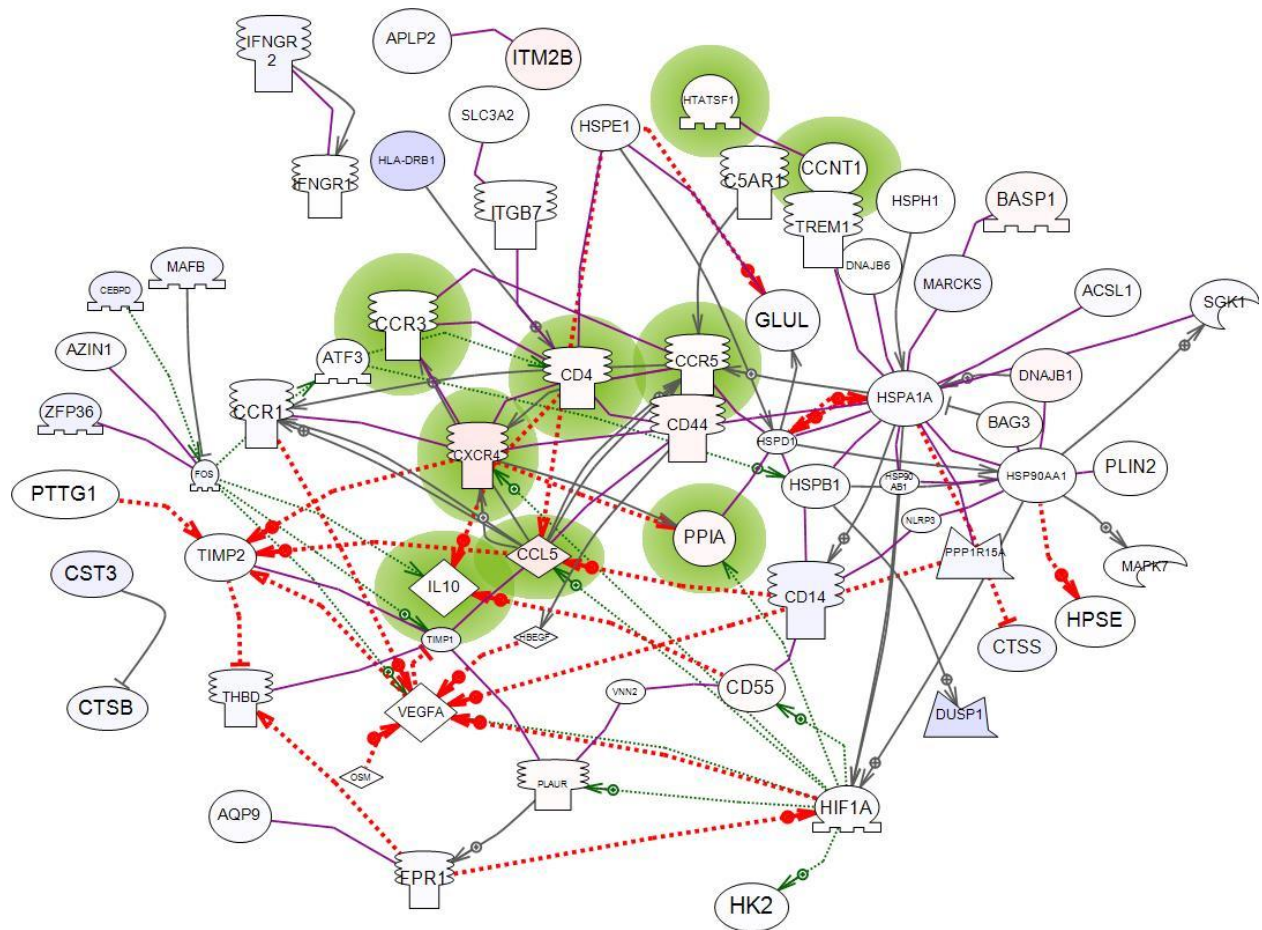 IFNGR
2
APLP2
ITM2B
HTATSF1
SLC3A2
HSPE1
HLA-DRB1
IFNGR1
C5AR1
CCNT1
ITGB7
TREM1
HSPH1
BASP1
DNAJB6
MARCKS
MAFB
CEBPD
ACSL1
SGK1
GLUL
CCR3
AZIN1
ATF3
CD4
CCR5
DNAJB1
ZFP36
CCR1
HSPA1A
BAG3
CD44
HSPD1
CXCR4
FOS
HSP90
AB1
HSP90AA1
PLIN2
PTTG1
HSPB1
NLRP3
PPIA
TIMP2
CCL5
PPP1R15A
MAPK7
CST3
IL10
CD14
HPSE
TIMP1
HBEGF
CTSS
CTSB
THBD
VEGFA
VNN2
CD55
DUSP1
OSM
PLAUR
AQP9
HIF1A
FPR1
HK2